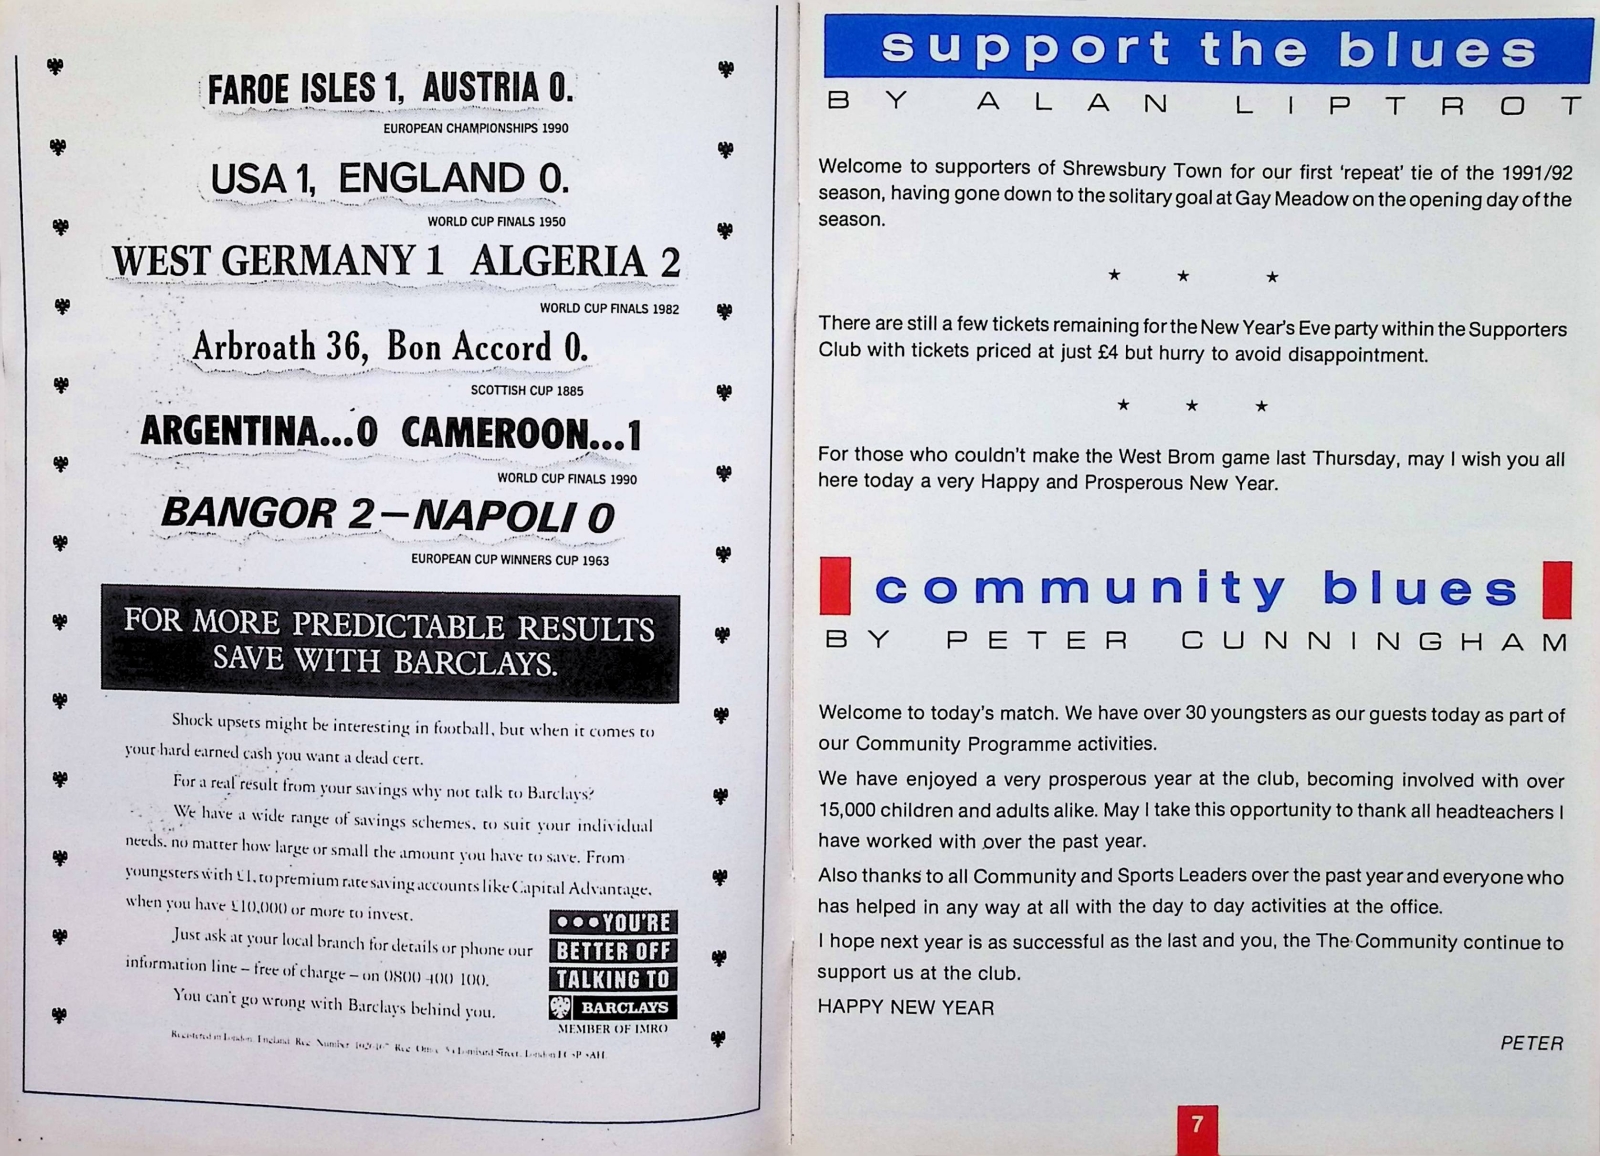 FAROE ISLES 1, AUSTRIA 0.
EUROPEAN CHAMPIONSHIPS 1990
USA 1, ENGLAND 0.
WORLD CUP FINALS 1950
WEST GERMANY 1 ALGERIA 2
WORLD CUP FINALS 1982
Arbroath 36, Bon Accord 0.
SCOTTISH CUP 1885
ARGENTINA...0 CAMEROON...1
WORLD CUP FINALS 1990
BANGOR 2-NAPOLI 0
EUROPEAN CUP WINNERS CUP 1963
FOR MORE PREDICTABLE RESULTS
SAVE WITH BARCLAYS.
Shock upsets might be interesting in football, but when it comes to
your hard earned cash you want a dead cert.
For a real result from your savings why not talk to Barclays?
We have a wide range of savings schemes, to suit your individual
needs, no matter how large or small the amount you have to save. From
youngsters with £1, to premium rate saving accounts like Capital Advantage,
when you have £10,000 or more to invest.
Just ask at your local branch for details or phone our
information line – free of charge – on 0800 400 100.
You can't go wrong with Barclays behind you.
•••YOU'RE
BETTER OFF
TALKING TO
BARCLAYS
MEMBER OF IMRO
Registered in London, England. Reg. Number Reg. Office Lombard Street, London
support the blues
BY ALAN LIPTROT
Welcome to supporters of Shrewsbury Town for our first 'repeat' tie of the 1991/92
season, having gone down to the solitary goal at Gay Meadow on the opening day of the
season.
★ ★ ★
There are still a few tickets remaining for the New Year's Eve party within the Supporters
Club with tickets priced at just £4 but hurry to avoid disappointment.
★ ★ ★
For those who couldn't make the West Brom game last Thursday, may I wish you all
here today a very Happy and Prosperous New Year.
community blues
BY PETER CUNNINGHAM
Welcome to today's match. We have over 30 youngsters as our guests today as part of
our Community Programme activities.
We have enjoyed a very prosperous year at the club, becoming involved with over
15,000 children and adults alike. May I take this opportunity to thank all headteachers I
have worked with over the past year.
Also thanks to all Community and Sports Leaders over the past year and everyone who
has helped in any way at all with the day to day activities at the office.
I hope next year is as successful as the last and you, the The Community continue to
support us at the club.
HAPPY NEW YEAR
PETER
7